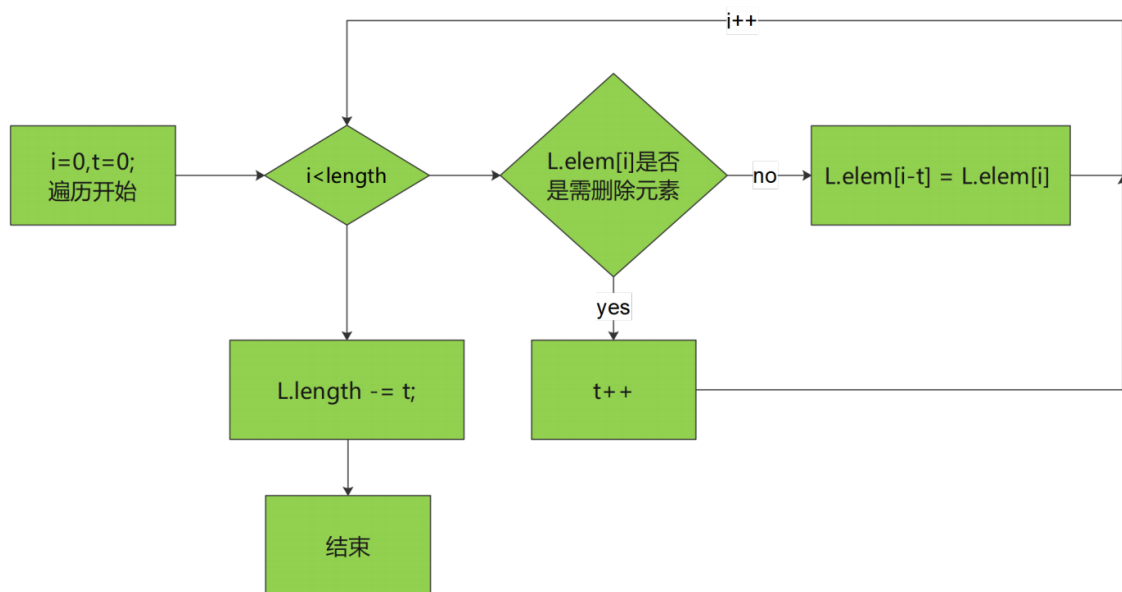 i++
i=0,t=0;
遍历开始
i<length
L.elem[i]是否
是需删除元素
no
L.elem[i-t] = L.elem[i]
yes
L.length -= t;
t++
结束